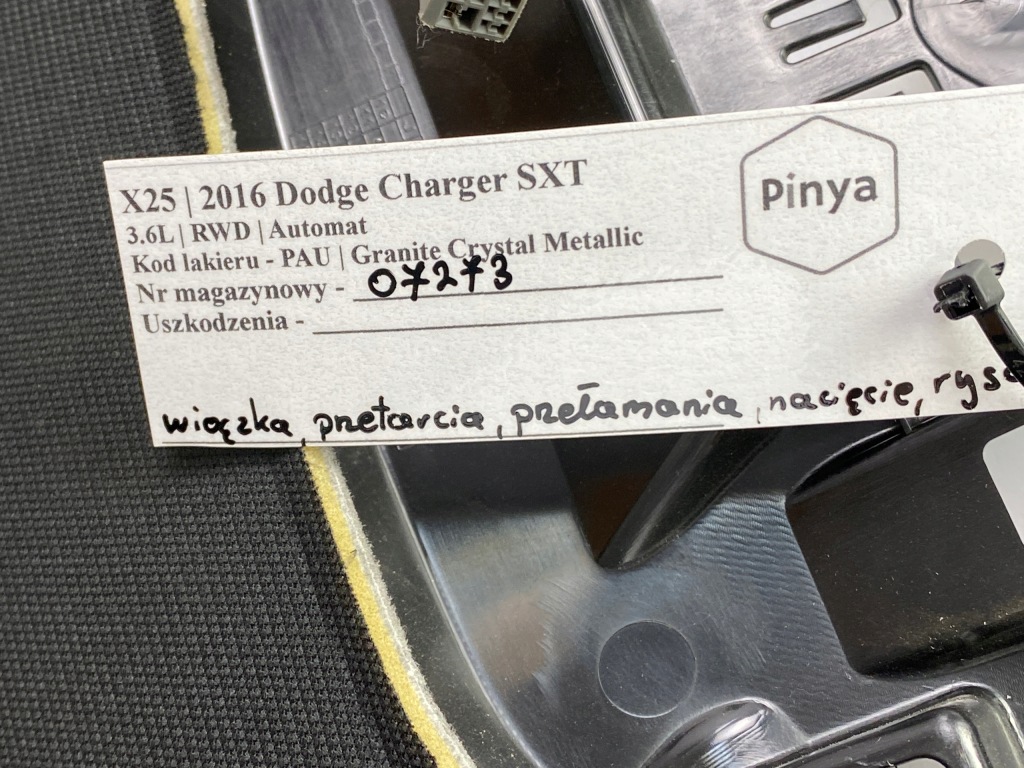 X25 | 2016 Dodge Charger SXT
3.6L | RWD | Automat
Kod lakieru - PAU | Granite Crystal Metallic
Nr magazynowy - 07273
Uszkodzenia -
wiązka, przetarcia, przełamania, nacięcie,
Pinya